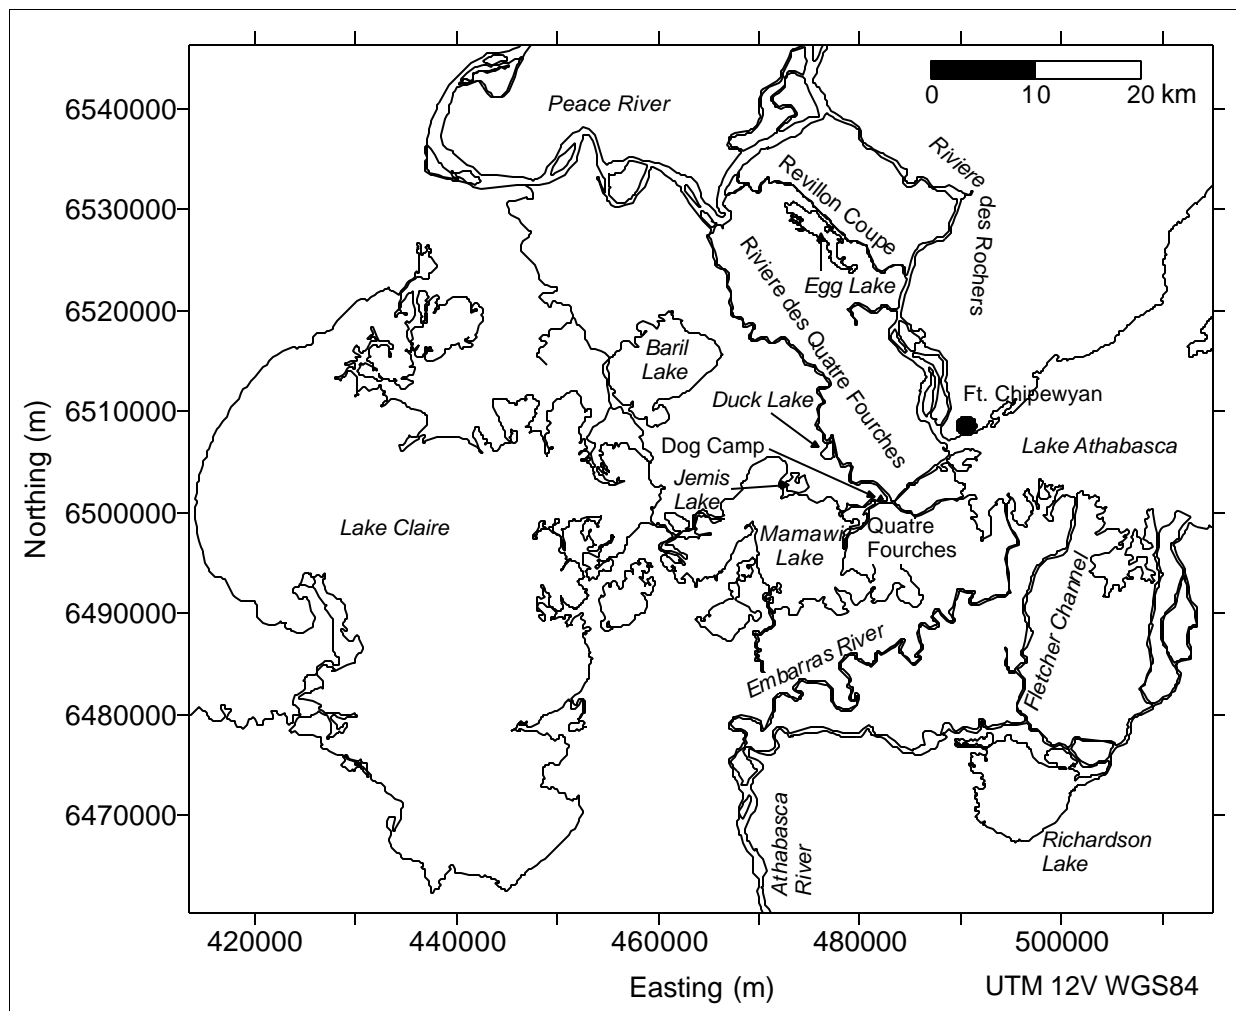 0 10 20 km
Peace River
Riviere des Rochers
Revillon Coupe
Riviere des Quatre Fourches
Egg Lake
Baril
Lake
Duck Lake
Ft. Chipewyan
Dog Camp
Lake Athabasca
Jemis
Lake
Lake Claire
Mamawi
Lake
Quatre
Fourches
Embarras River
Fletcher Channel
Athabasca
River
Richardson
Lake
Northing (m)
6540000
6530000
6520000
6510000
6500000
6490000
6480000
6470000
420000 440000 460000 480000 500000
Easting (m)
UTM 12V WGS84